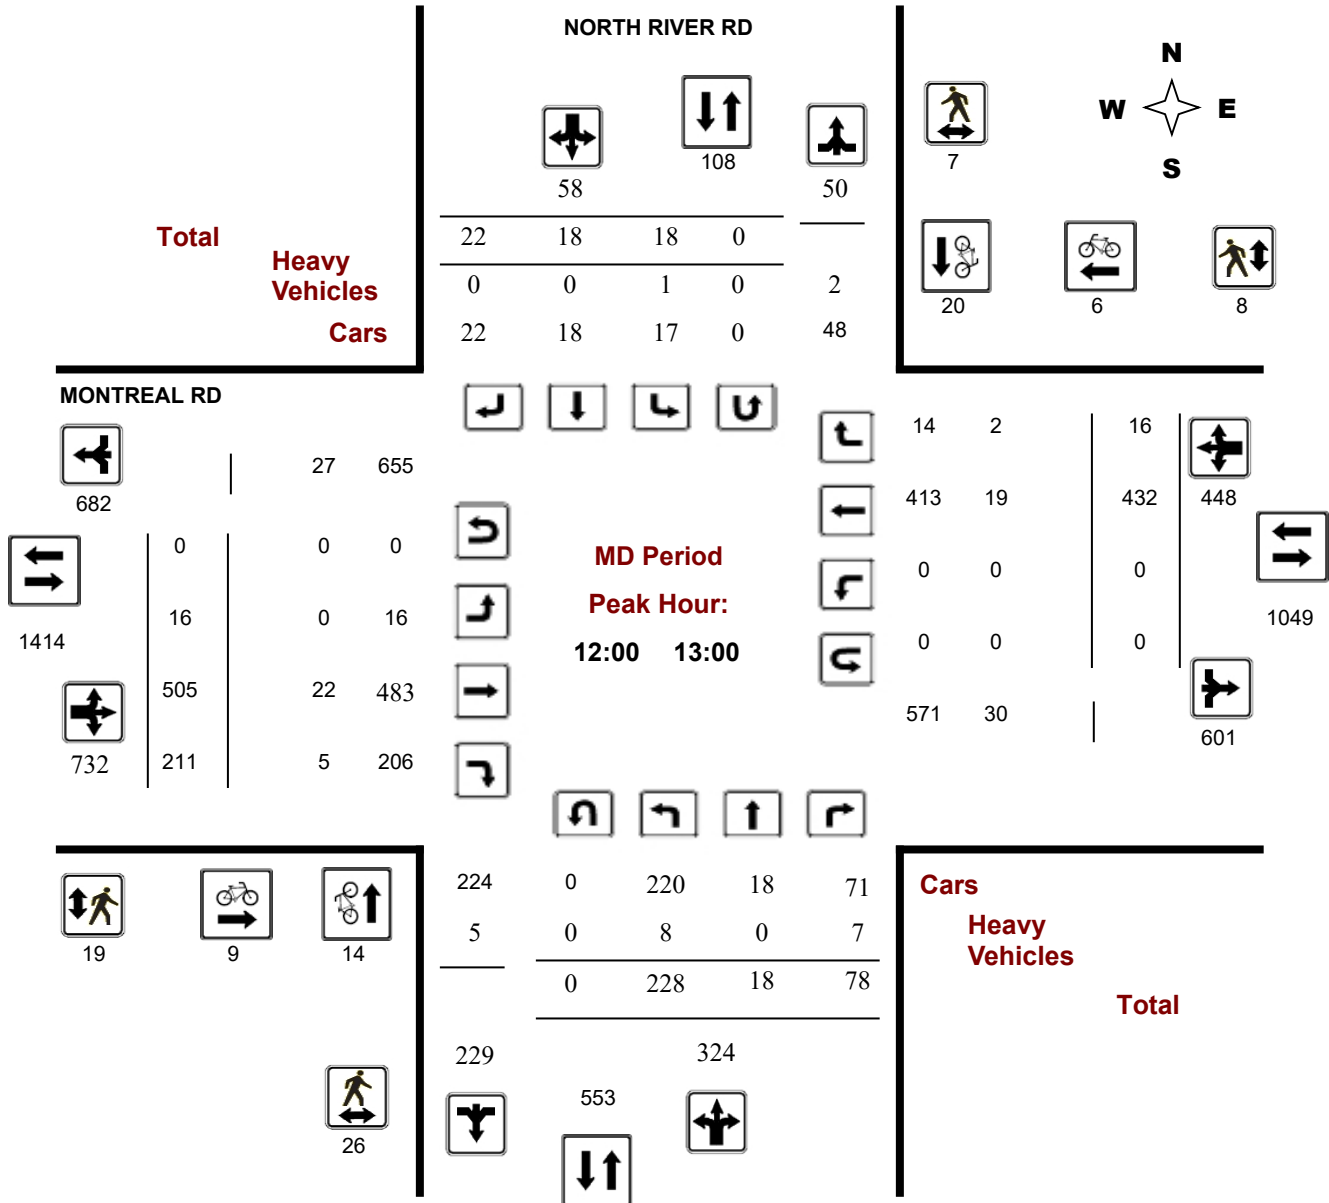 NORTH RIVER RD
N
W E
S
108
7
58
50
Total
22 18 18 0
Heavy
Vehicles
0 0 1 0 2
20 6 8
Cars
22 18 17 0 48
MONTREAL RD
14 2 16
27 655
682
413 19 432 448
0 0 0
MD Period
0 0 0
16 0 16
Peak Hour:
1049
1414
12:00 13:00
0 0 0
505 22 483
571 30
601
732 211 5 206
224 0 220 18 71
Cars
5 0 8 0 7
Heavy
Vehicles
19 9 14
0 228 18 78
Total
229 324
553
26